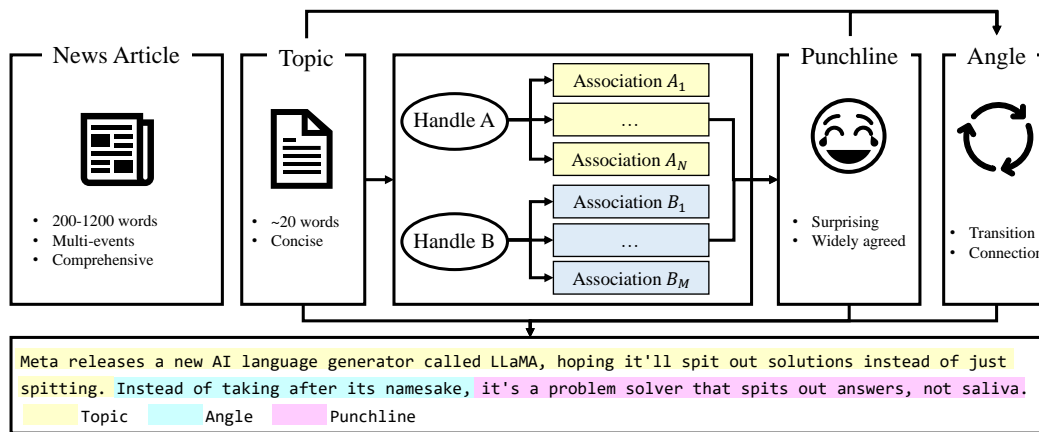 News Article
200-1200 words
Multi-events
Comprehensive
Topic
~20 words
Concise
Handle A
Association A₁
...
Association A_N
Handle B
Association B₁
...
Association B_M
Punchline
Surprising
Widely agreed
Angle
Transition
Connection
Meta releases a new AI language generator called LLaMA, hoping it'll spit out solutions instead of just
spitting. Instead of taking after its namesake, it's a problem solver that spits out answers, not saliva.
Topic Angle Punchline